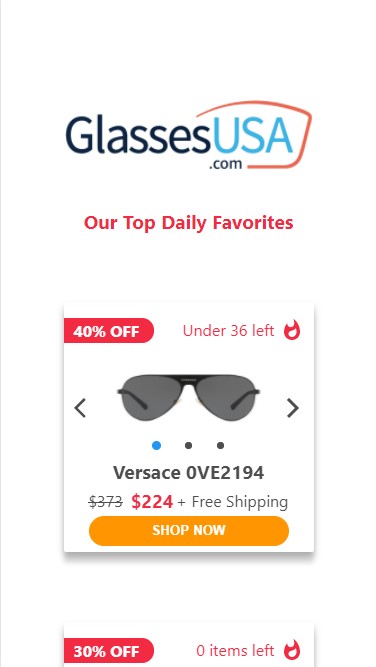 GlassesUSA
.com
Our Top Daily Favorites
40% OFF
Under 36 left
Versace 0VE2194
$373 $224 + Free Shipping
SHOP NOW
30% OFF
0 items left